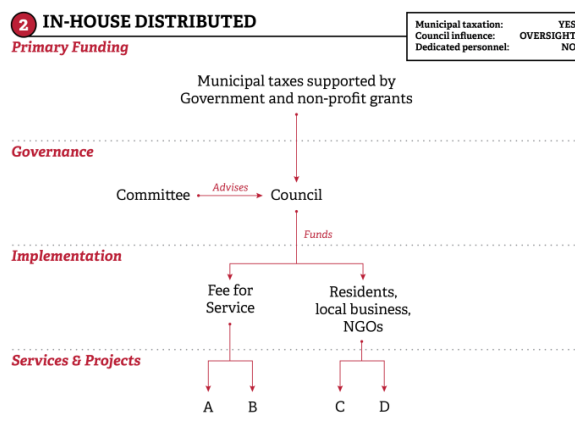 2 IN-HOUSE DISTRIBUTED
Municipal taxation: YES
Council influence: OVERSIGHT
Dedicated personnel: NO
Primary Funding
Municipal taxes supported by
Government and non-profit grants
Governance
Committee Advises Council
Funds
Implementation
Fee for
Service
Residents,
local business,
NGOs
Services & Projects
A B C D